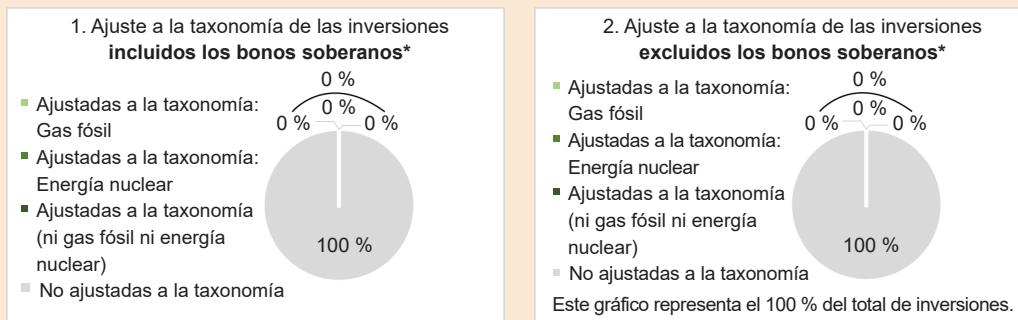 1. Ajuste a la taxonomía de las inversiones
incluidos los bonos soberanos*
Ajustadas a la taxonomía:
Gas fósil
Ajustadas a la taxonomía:
Energía nuclear
Ajustadas a la taxonomía
(ni gas fósil ni energía
nuclear)
No ajustadas a la taxonomía
0 %
0 %
0 %
0 %
100 %
2. Ajuste a la taxonomía de las inversiones
excluidos los bonos soberanos*
Ajustadas a la taxonomía:
Gas fósil
Ajustadas a la taxonomía:
Energía nuclear
Ajustadas a la taxonomía
(ni gas fósil ni energía
nuclear)
No ajustadas a la taxonomía
0 %
0 %
0 %
0 %
100 %
Este gráfico representa el 100 % del total de inversiones.